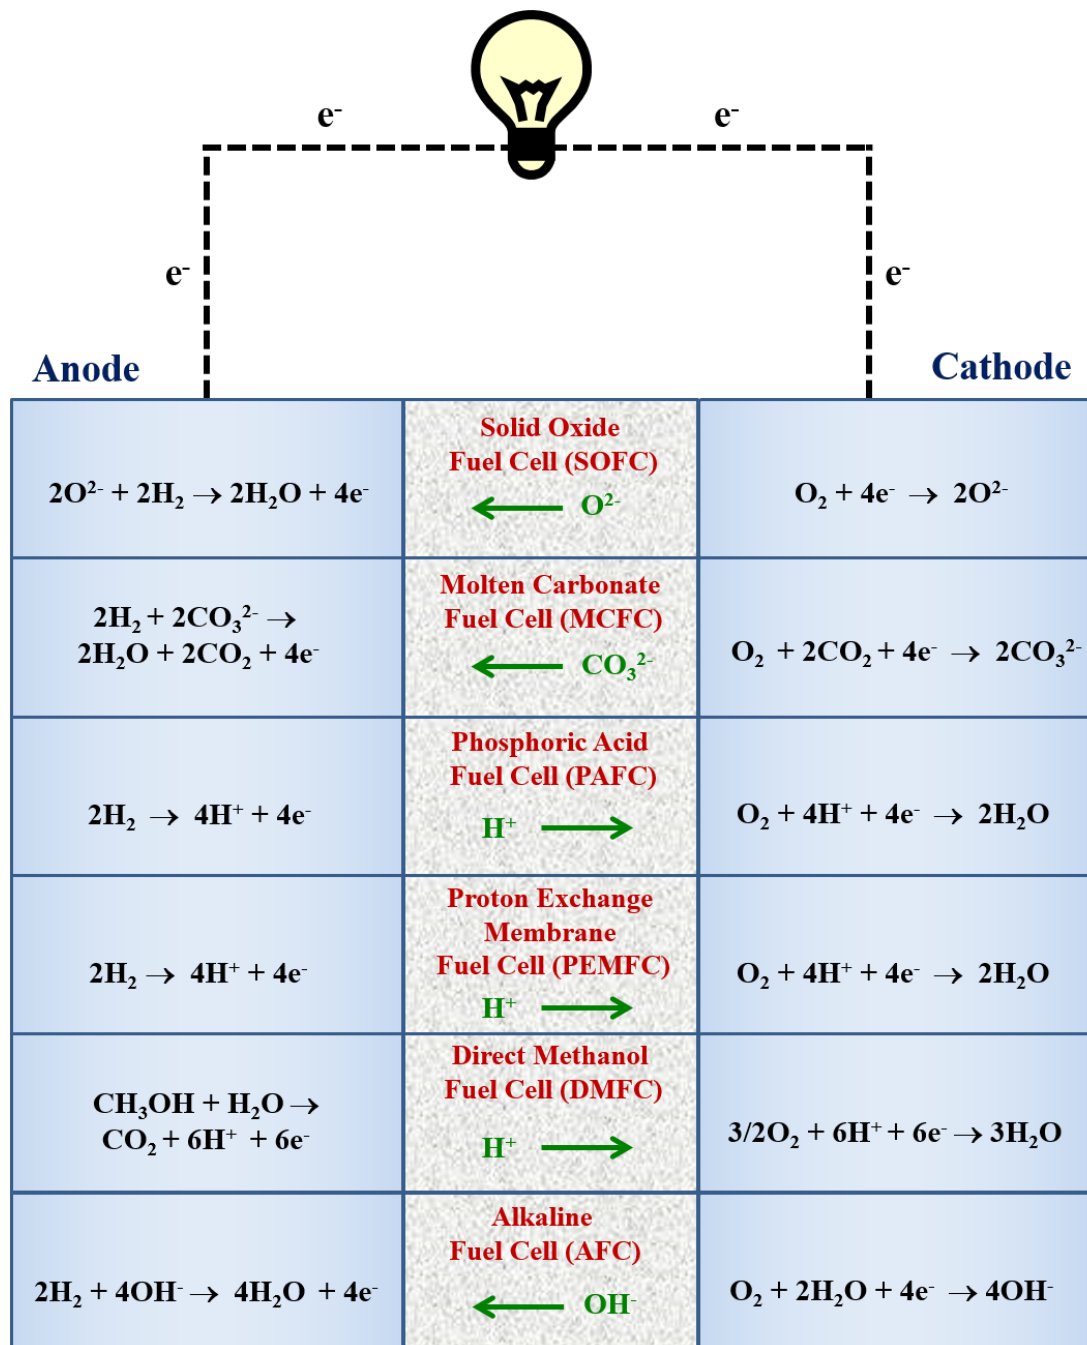 e⁻
e⁻
e⁻
e⁻
Anode
Cathode
2O²⁻ + 2H₂ → 2H₂O + 4e⁻
Solid Oxide
Fuel Cell (SOFC)
← O²⁻
O₂ + 4e⁻ → 2O²⁻
2H₂ + 2CO₃²⁻ →
2H₂O + 2CO₂ + 4e⁻
Molten Carbonate
Fuel Cell (MCFC)
← CO₃²⁻
O₂ + 2CO₂ + 4e⁻ → 2CO₃²⁻
2H₂ → 4H⁺ + 4e⁻
Phosphoric Acid
Fuel Cell (PAFC)
H⁺ →
O₂ + 4H⁺ + 4e⁻ → 2H₂O
2H₂ → 4H⁺ + 4e⁻
Proton Exchange
Membrane
Fuel Cell (PEMFC)
H⁺ →
O₂ + 4H⁺ + 4e⁻ → 2H₂O
CH₃OH + H₂O →
CO₂ + 6H⁺ + 6e⁻
Direct Methanol
Fuel Cell (DMFC)
H⁺ →
3/2O₂ + 6H⁺ + 6e⁻ → 3H₂O
2H₂ + 4OH⁻ → 4H₂O + 4e⁻
Alkaline
Fuel Cell (AFC)
← OH⁻
O₂ + 2H₂O + 4e⁻ → 4OH⁻